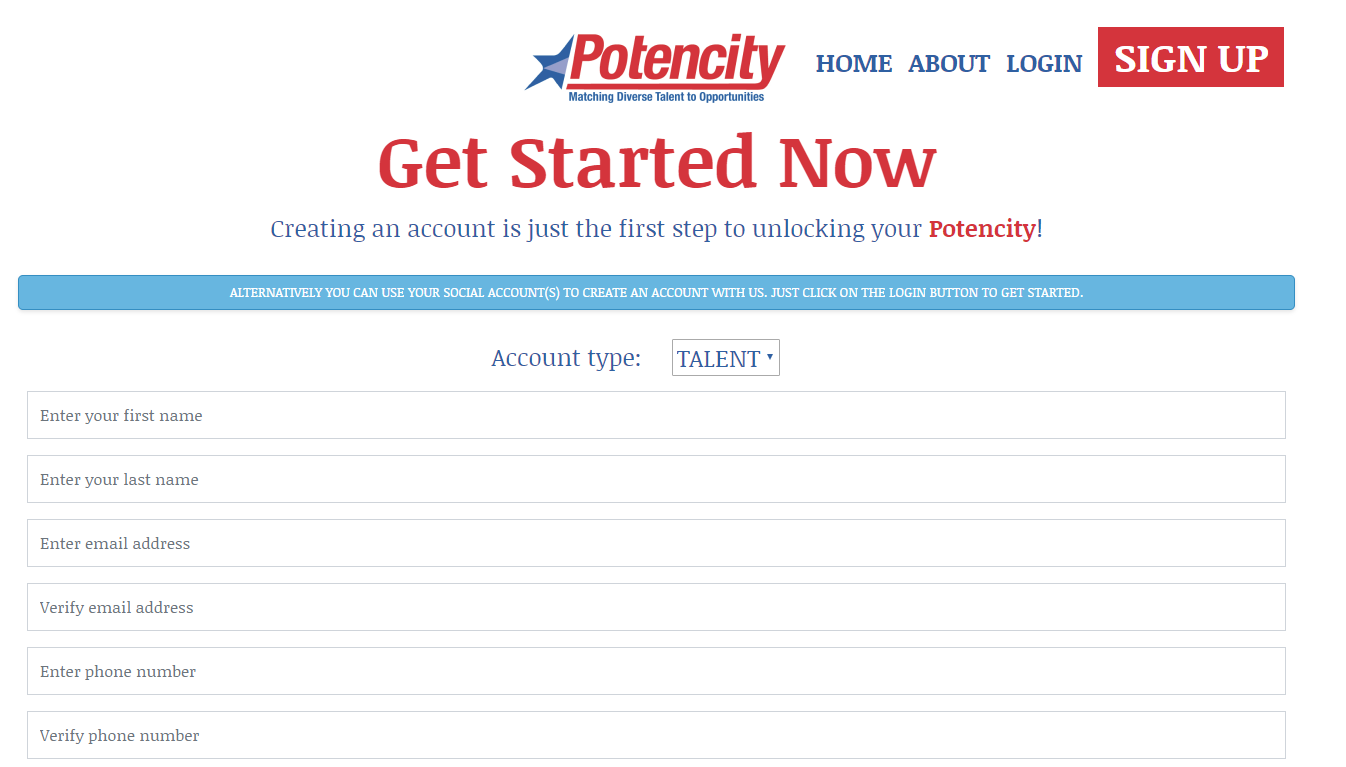 Potencity
Matching Diverse Talent to Opportunities
HOME ABOUT LOGIN SIGN UP
Get Started Now
Creating an account is just the first step to unlocking your Potencity!
ALTERNATIVELY YOU CAN USE YOUR SOCIAL ACCOUNT(S) TO CREATE AN ACCOUNT WITH US. JUST CLICK ON THE LOGIN BUTTON TO GET STARTED.
Account type: TALENT
Enter your first name
Enter your last name
Enter email address
Verify email address
Enter phone number
Verify phone number